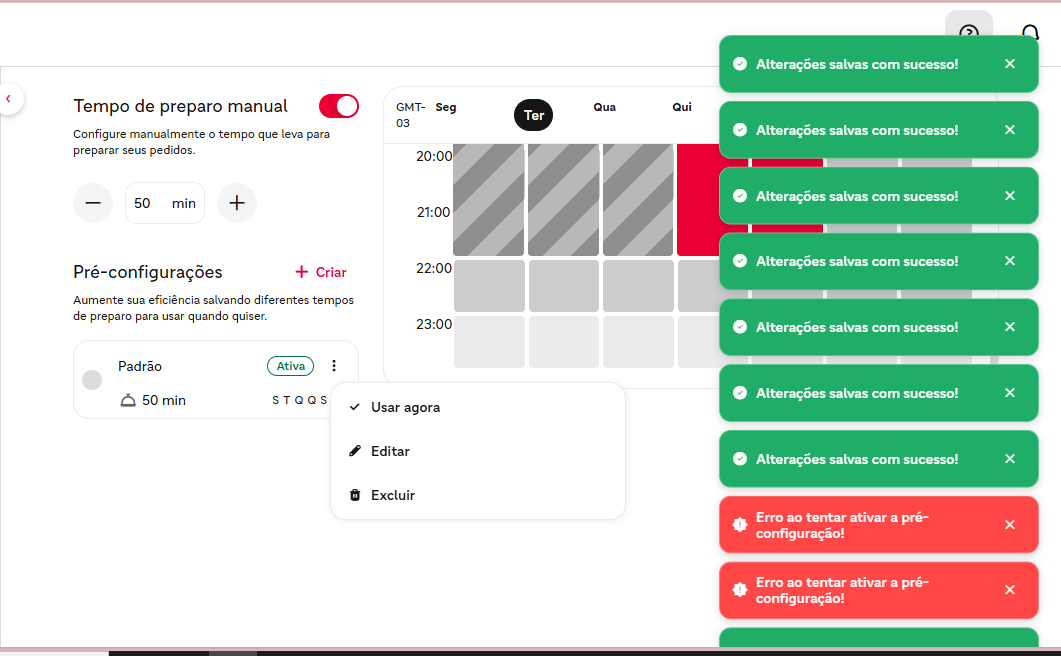 Tempo de preparo manual
Configure manualmente o tempo que leva para
preparar seus pedidos.
50 min
Pré-configurações
+ Criar
Aumente sua eficiência salvando diferentes tempos
de preparo para usar quando quiser.
Padrão
Ativa
50 min
S T Q Q S
GMT-
03
Seg
Ter
Qua
Qui
20:00
21:00
22:00
23:00
Usar agora
Editar
Excluir
Alterações salvas com sucesso!
Alterações salvas com sucesso!
Alterações salvas com sucesso!
Alterações salvas com sucesso!
Alterações salvas com sucesso!
Alterações salvas com sucesso!
Alterações salvas com sucesso!
Erro ao tentar ativar a pré-
configuração!
Erro ao tentar ativar a pré-
configuração!